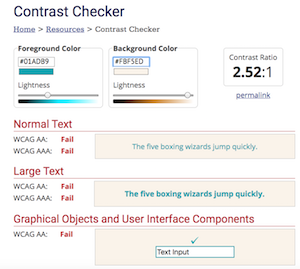 Contrast Checker
Home > Resources > Contrast Checker
Foreground Color
#01ADB9
Lightness
Background Color
#FBF5ED
Lightness
Contrast Ratio
2.52:1
permalink
Normal Text
WCAG AA: Fail
WCAG AAA: Fail
The five boxing wizards jump quickly.
Large Text
WCAG AA: Fail
WCAG AAA: Fail
The five boxing wizards jump quickly.
Graphical Objects and User Interface Components
WCAG AA: Fail
✓
Text Input